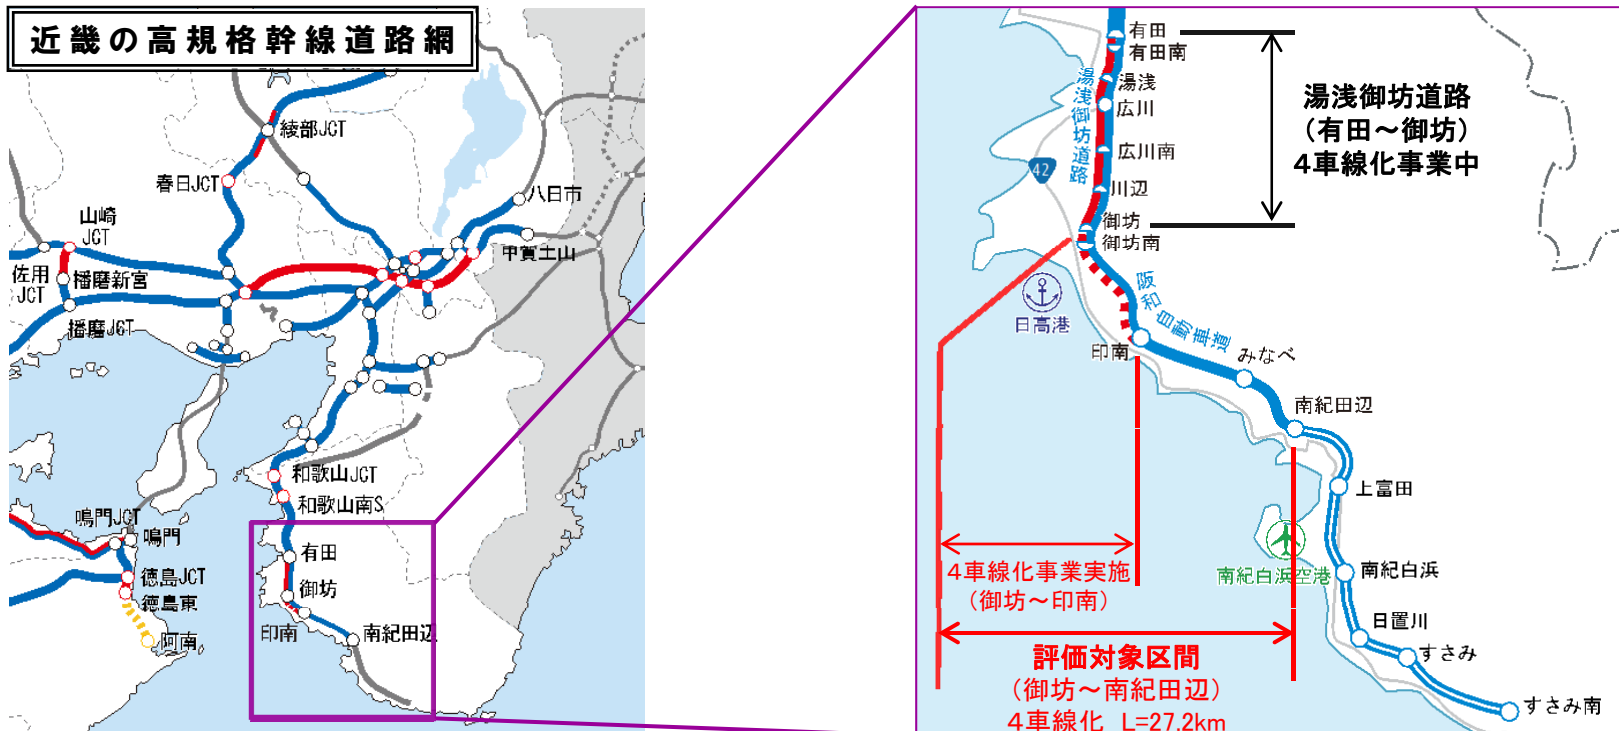 近畿の高規格幹線道路網
綾部JCT
春日JCT
山崎
JCT
佐用
JCT
播磨新宮
播磨JCT
八日市
甲賀土山
和歌山JCT
和歌山南S
鳴門JCT
鳴門
徳島JCT
徳島東
阿南
有田
御坊
印南
南紀田辺
有田
有田南
湯浅
広川
湯浅御坊道路
42
広川南
川辺
御坊
御坊南
湯浅御坊道路
(有田～御坊)
4車線化事業中
日高港
阪和自動車道
印南
みなべ
南紀田辺
上富田
南紀白浜空港
南紀白浜
日置川
すさみ
すさみ南
4車線化事業実施
(御坊～印南)
評価対象区間
(御坊～南紀田辺)
4車線化 L=27.2km